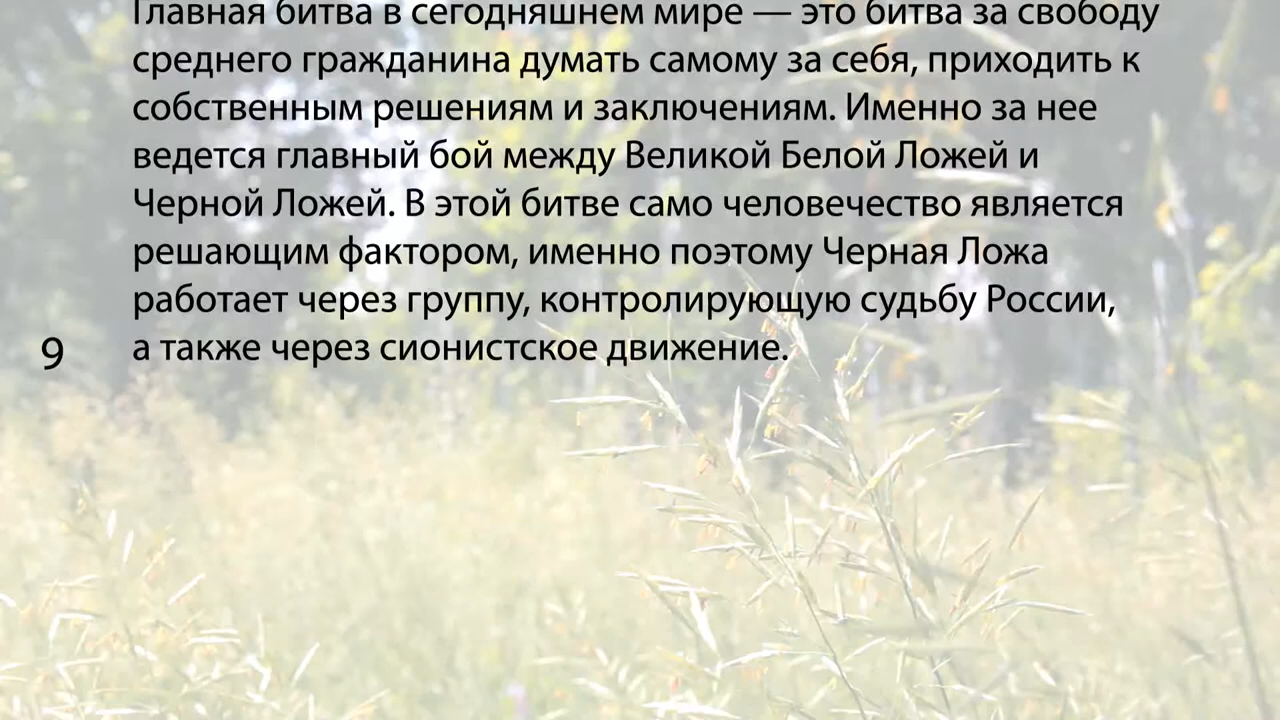 Главная битва в сегодняшнем мире — это битва за свободу
среднего гражданина думать самому за себя, приходить к
собственным решениям и заключениям. Именно за нее
ведется главный бой между Великой Белой Ложей и
Черной Ложей. В этой битве само человечество является
решающим фактором, именно поэтому Черная Ложа
работает через группу, контролирующую судьбу России,
9 а также через сионистское движение.